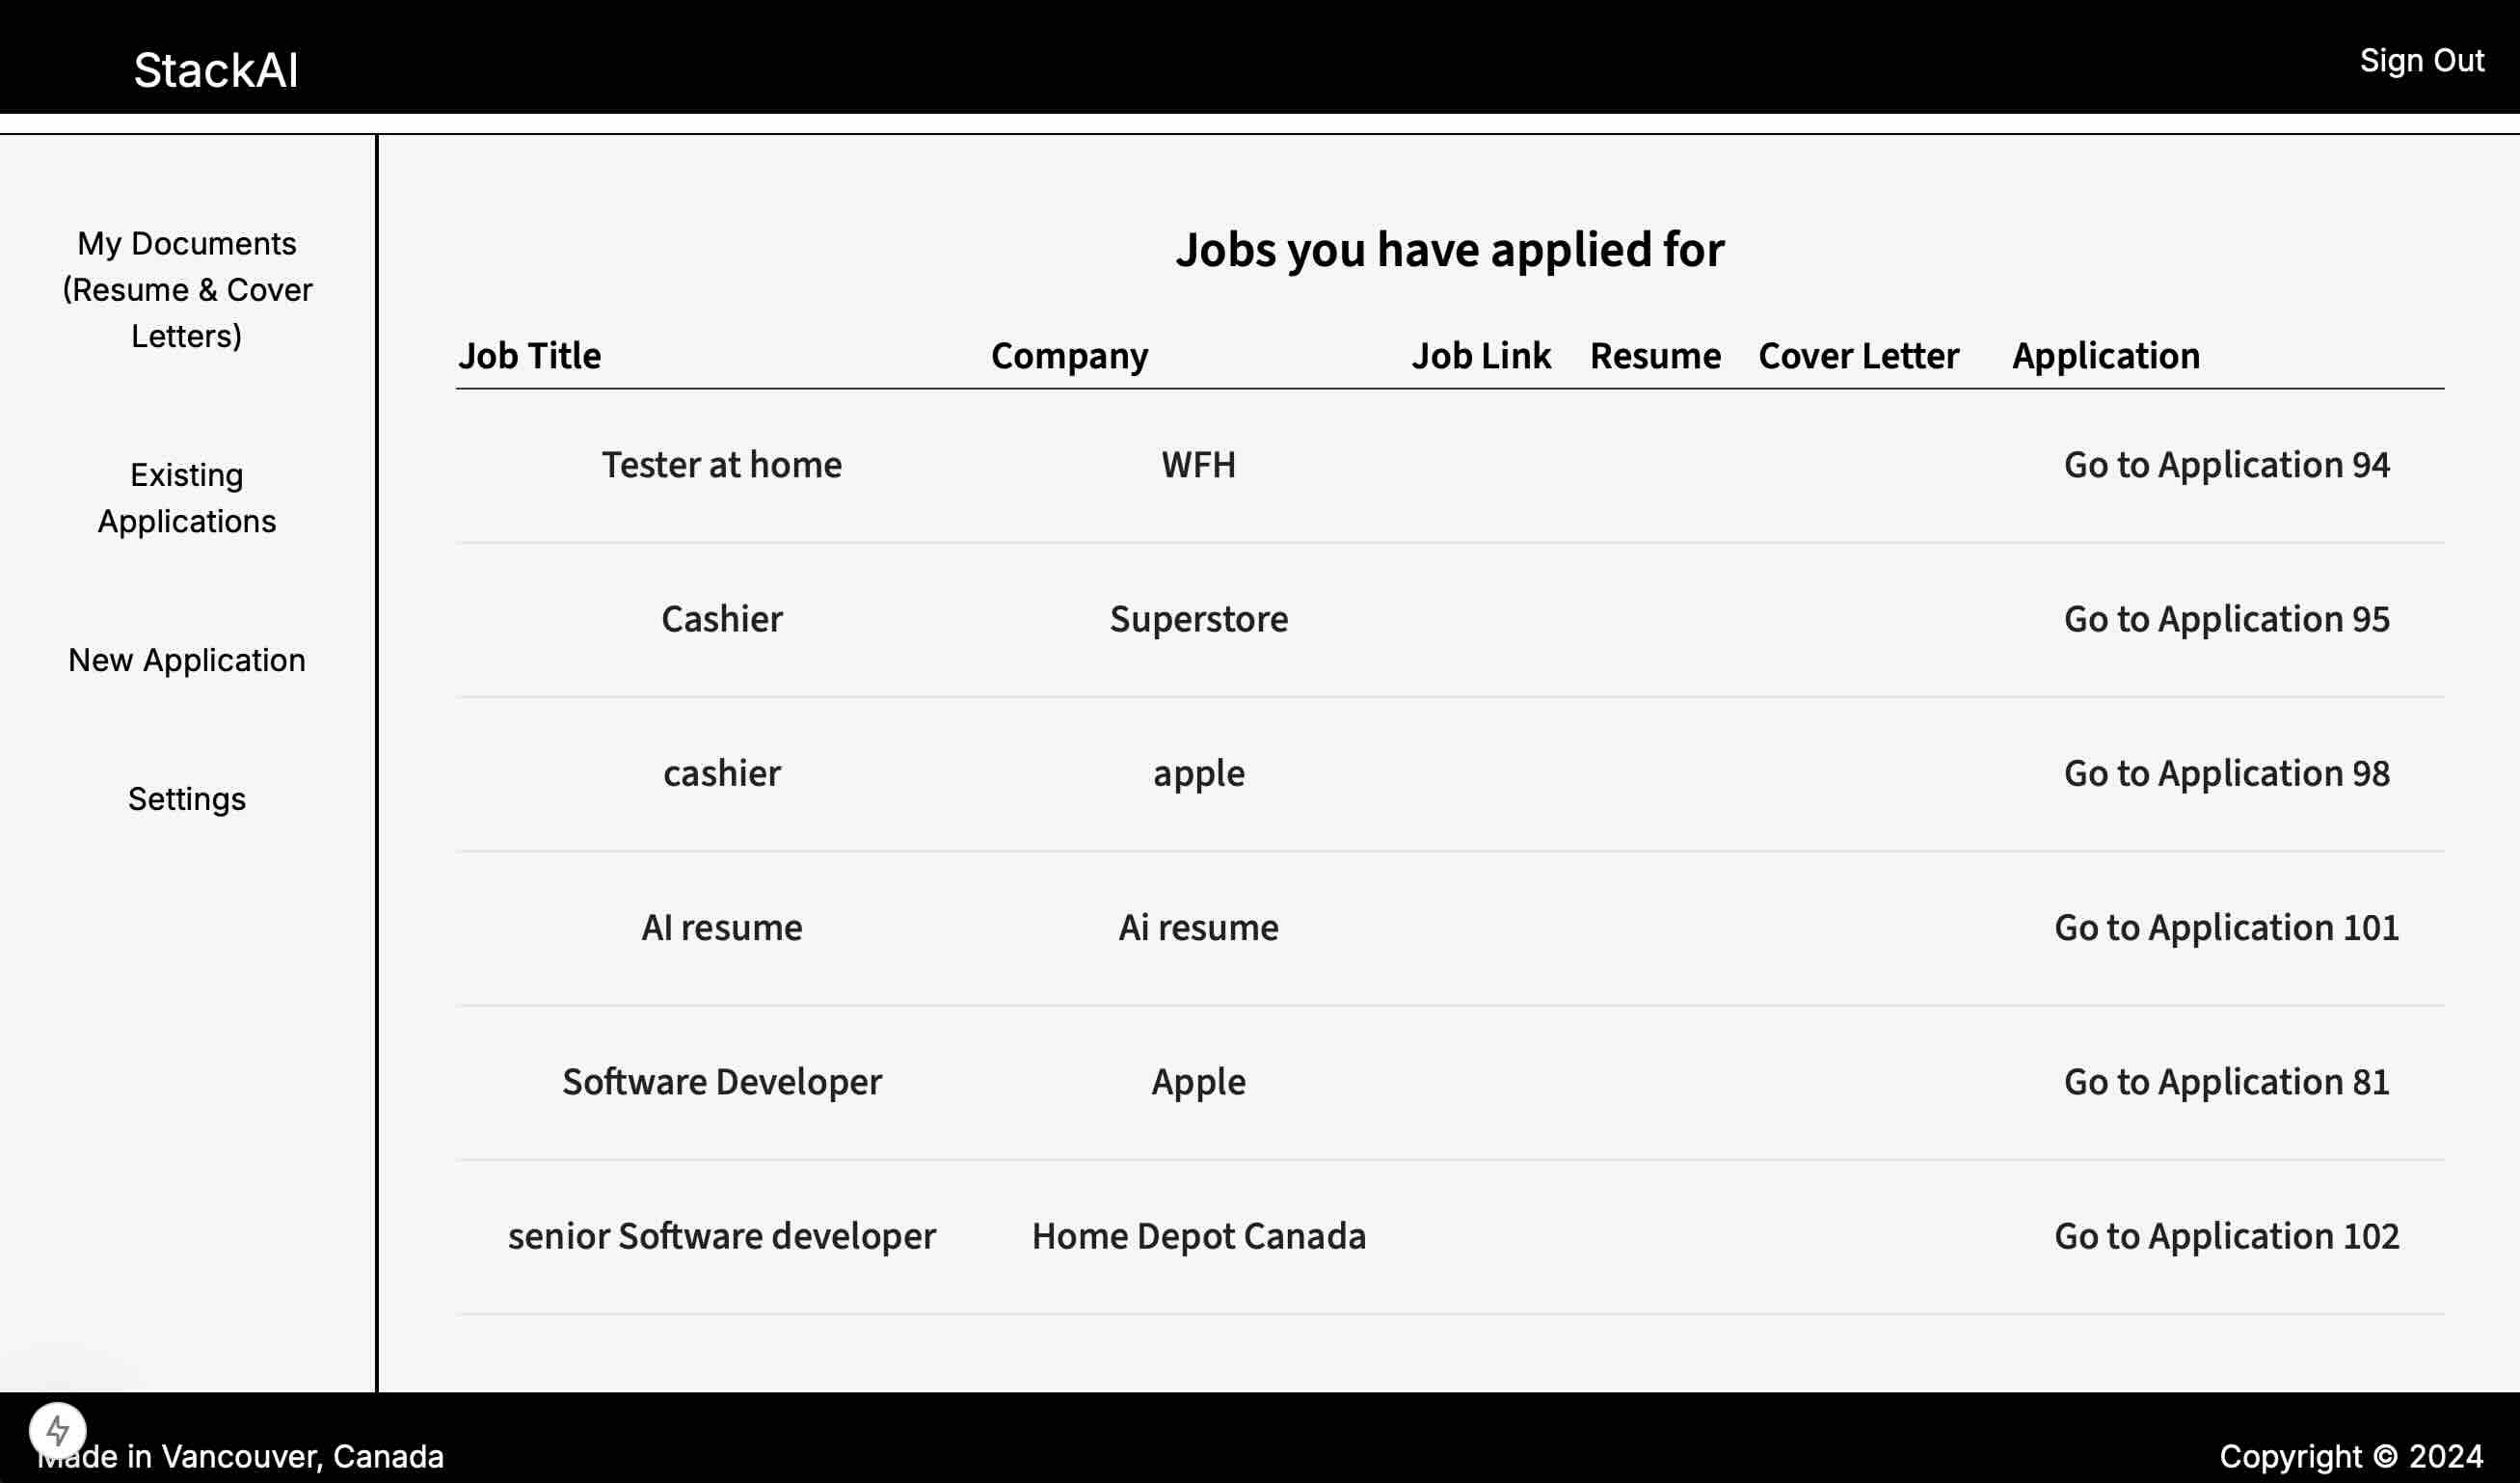 StackAI
Sign Out
My Documents
(Resume & Cover
Letters)
Existing
Applications
New Application
Settings
Jobs you have applied for
Job Title Company Job Link Resume Cover Letter Application
Tester at home WFH Go to Application 94
Cashier Superstore Go to Application 95
cashier apple Go to Application 98
AI resume Ai resume Go to Application 101
Software Developer Apple Go to Application 81
senior Software developer Home Depot Canada Go to Application 102
Made in Vancouver, Canada
Copyright © 2024